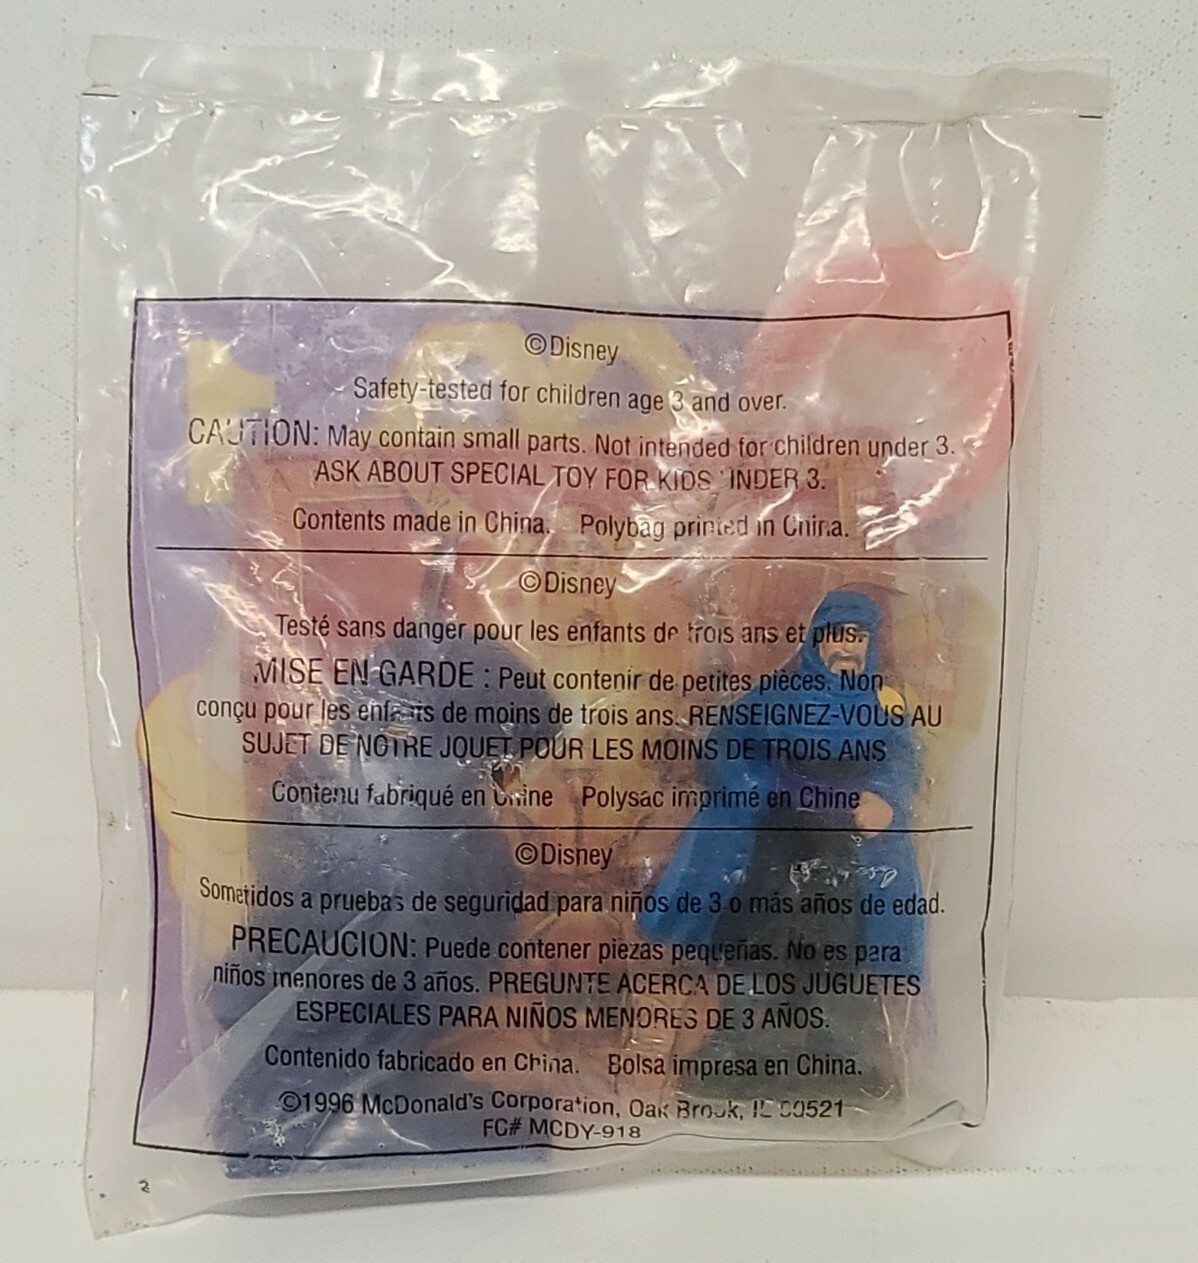 ©Disney
Safety-tested for children age 3 and over.
CAUTION: May contain small parts. Not intended for children under 3.
ASK ABOUT SPECIAL TOY FOR KIDS UNDER 3.
Contents made in China. Polybag printed in China.
©Disney
Testé sans danger pour les enfants de trois ans et plus.
MISE EN GARDE : Peut contenir de petites pièces. Non
conçu pour les enfants de moins de trois ans. RENSEIGNEZ-VOUS AU
SUJET DE NOTRE JOUET POUR LES MOINS DE TROIS ANS
Contenu fabriqué en Chine Polysac imprimé en Chine
©Disney
Sometidos a pruebas de seguridad para niños de 3 o más años de edad.
PRECAUCION: Puede contener piezas pequeñas. No es para
niños menores de 3 años. PREGUNTE ACERCA DE LOS JUGUETES
ESPECIALES PARA NIÑOS MENORES DE 3 AÑOS.
Contenido fabricado en China. Bolsa impresa en China.
©1996 McDonald's Corporation, Oak Brook, IL 60521
FC# MCDY-918
2
1